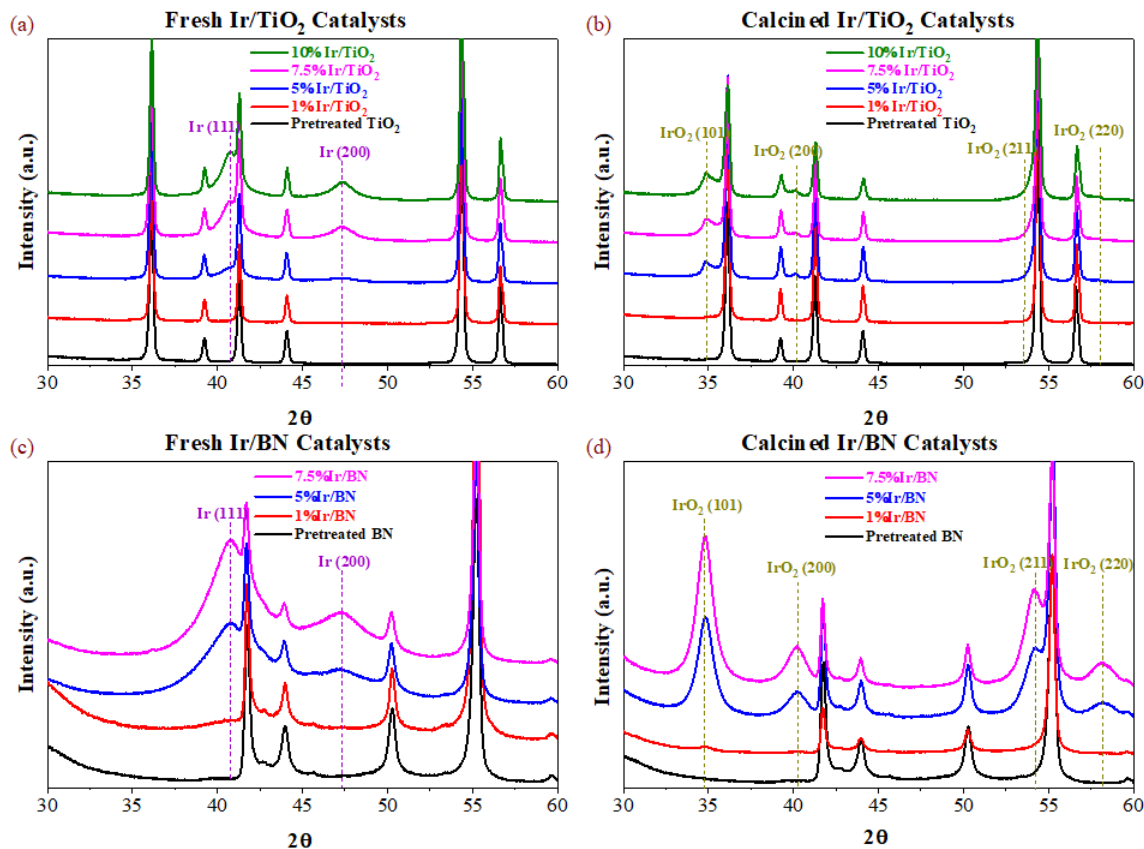 (a)
Fresh Ir/TiO₂ Catalysts
10% Ir/TiO₂
7.5% Ir/TiO₂
5% Ir/TiO₂
1% Ir/TiO₂
Pretreated TiO₂
Ir (111)
Ir (200)
Intensity (a.u.)
30 35 40 45 50 55 60
2θ
(b)
Calcined Ir/TiO₂ Catalysts
10% Ir/TiO₂
7.5% Ir/TiO₂
5% Ir/TiO₂
1% Ir/TiO₂
Pretreated TiO₂
IrO₂ (101)
IrO₂ (200)
IrO₂ (211)
IrO₂ (220)
Intensity (a.u.)
30 35 40 45 50 55 60
2θ
(c)
Fresh Ir/BN Catalysts
7.5%Ir/BN
5%Ir/BN
1%Ir/BN
Pretreated BN
Ir (111)
Ir (200)
Intensity (a.u.)
30 35 40 45 50 55 60
2θ
(d)
Calcined Ir/BN Catalysts
7.5%Ir/BN
5%Ir/BN
1%Ir/BN
Pretreated BN
IrO₂ (101)
IrO₂ (200)
IrO₂ (211)
IrO₂ (220)
Intensity (a.u.)
30 35 40 45 50 55 60
2θ